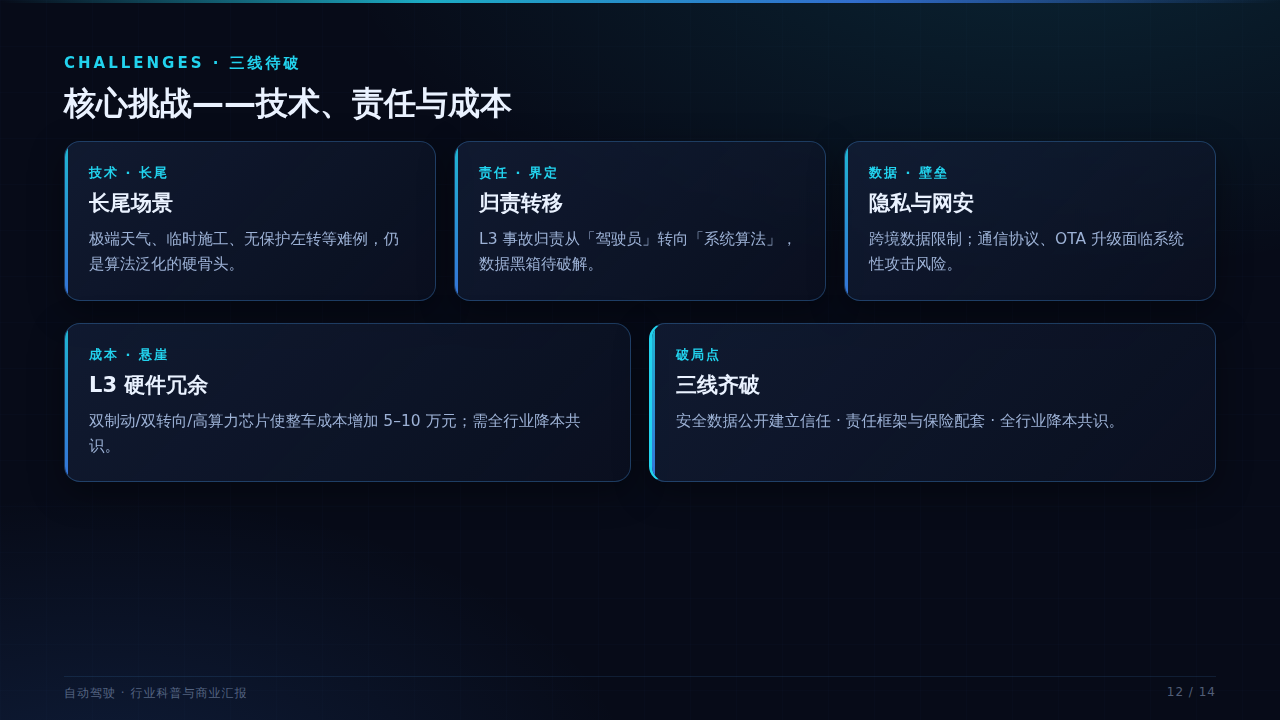 CHALLENGES · 三线待破
核心挑战——技术、责任与成本
技术 · 长尾
长尾场景
极端天气、临时施工、无保护左转等难例，仍
是算法泛化的硬骨头。
责任 · 界定
归责转移
L3 事故归责从「驾驶员」转向「系统算法」，
数据黑箱待破解。
数据 · 壁垒
隐私与网安
跨境数据限制；通信协议、OTA 升级面临系统
性攻击风险。
成本 · 悬崖
L3 硬件冗余
双制动/双转向/高算力芯片使整车成本增加 5–10 万元；需全行业降本共
识。
破局点
三线齐破
安全数据公开建立信任 · 责任框架与保险配套 · 全行业降本共识。
自动驾驶 · 行业科普与商业汇报
12 / 14